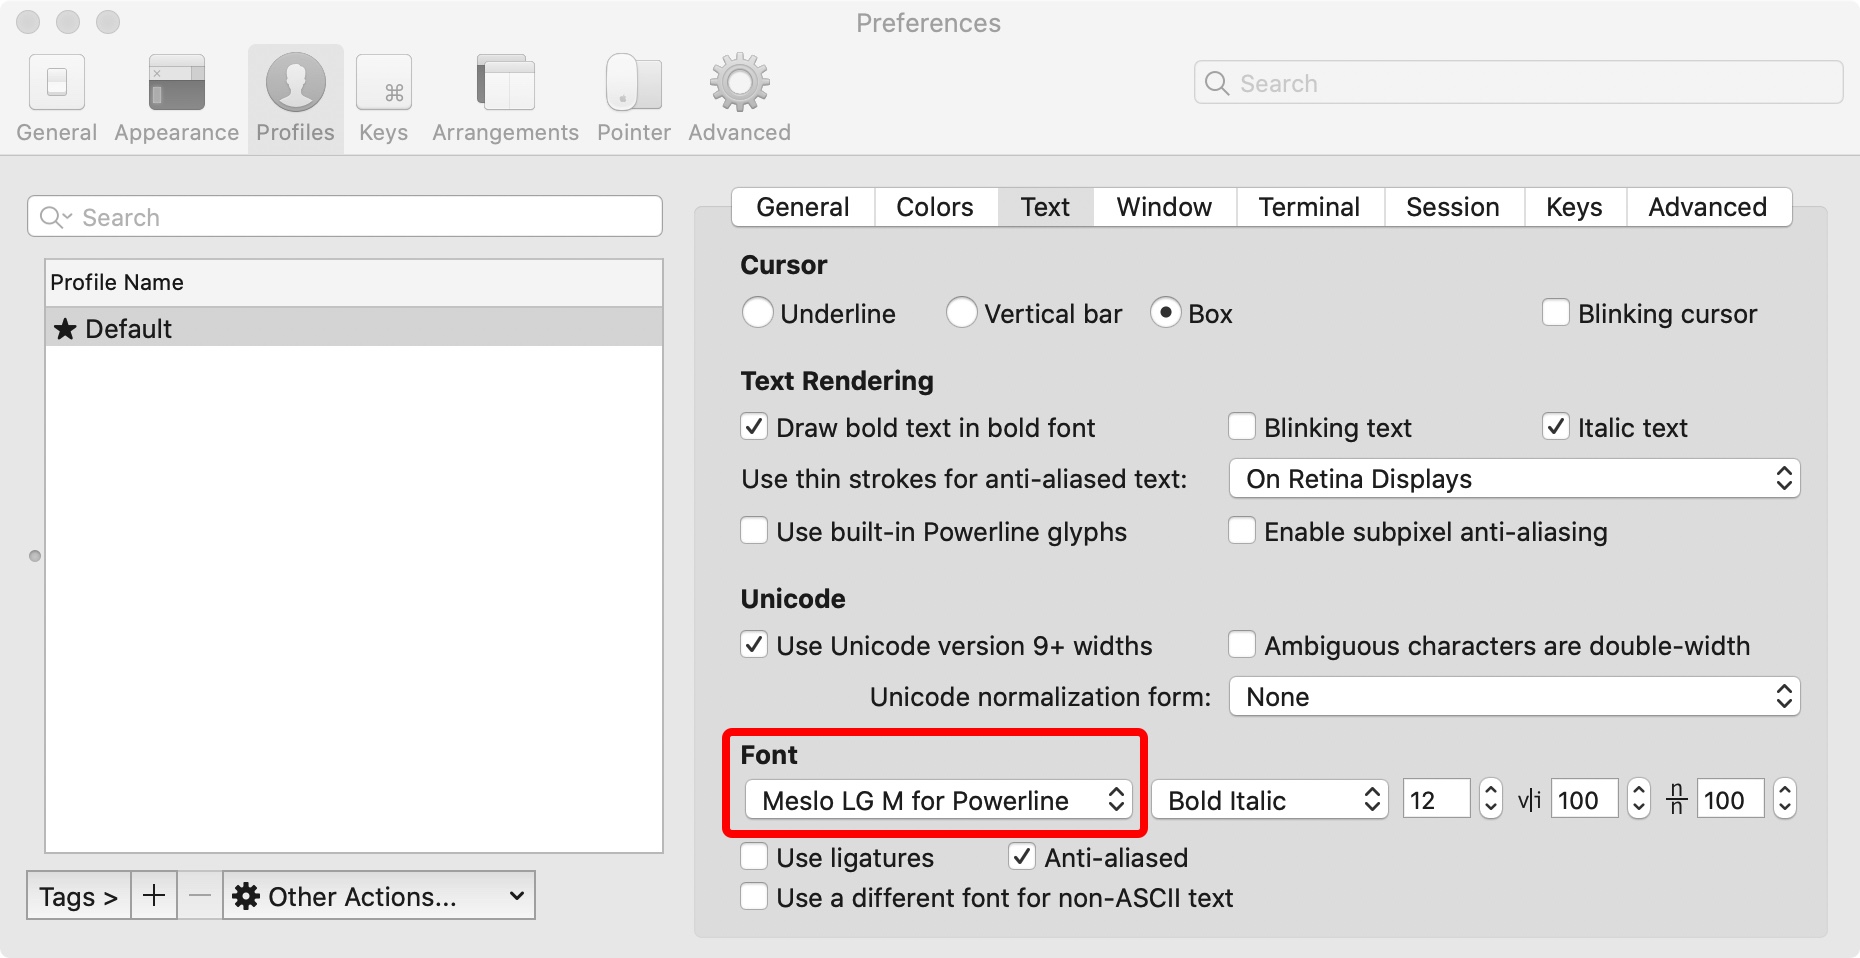 Preferences
General Appearance Profiles Keys Arrangements Pointer Advanced
Search
Search
Profile Name
★ Default
Tags > + — Other Actions...
General Colors Text Window Terminal Session Keys Advanced
Cursor
Underline Vertical bar Box Blinking cursor
Text Rendering
Draw bold text in bold font Blinking text Italic text
Use thin strokes for anti-aliased text: On Retina Displays
Use built-in Powerline glyphs Enable subpixel anti-aliasing
Unicode
Use Unicode version 9+ widths Ambiguous characters are double-width
Unicode normalization form: None
Font
Meslo LG M for Powerline Bold Italic 12 v|i 100 n/n 100
Use ligatures Anti-aliased
Use a different font for non-ASCII text